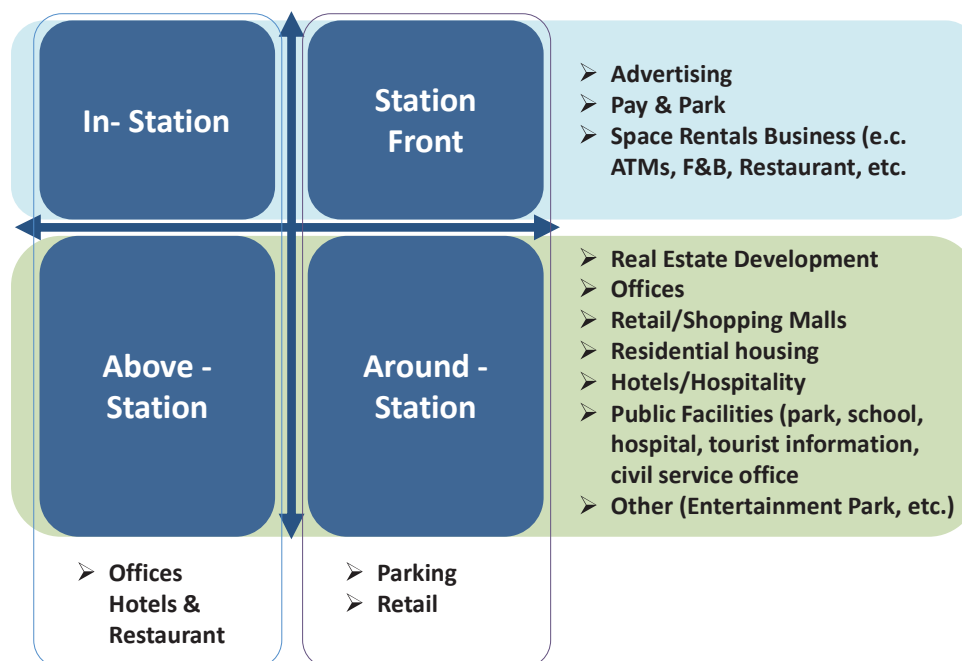 In- Station
Station
Front
➢ Advertising
➢ Pay & Park
➢ Space Rentals Business (e.c.
ATMs, F&B, Restaurant, etc.
Above -
Station
Around -
Station
➢ Real Estate Development
➢ Offices
➢ Retail/Shopping Malls
➢ Residential housing
➢ Hotels/Hospitality
➢ Public Facilities (park, school,
hospital, tourist information,
civil service office
➢ Other (Entertainment Park, etc.)
➢ Offices
Hotels &
Restaurant
➢ Parking
➢ Retail